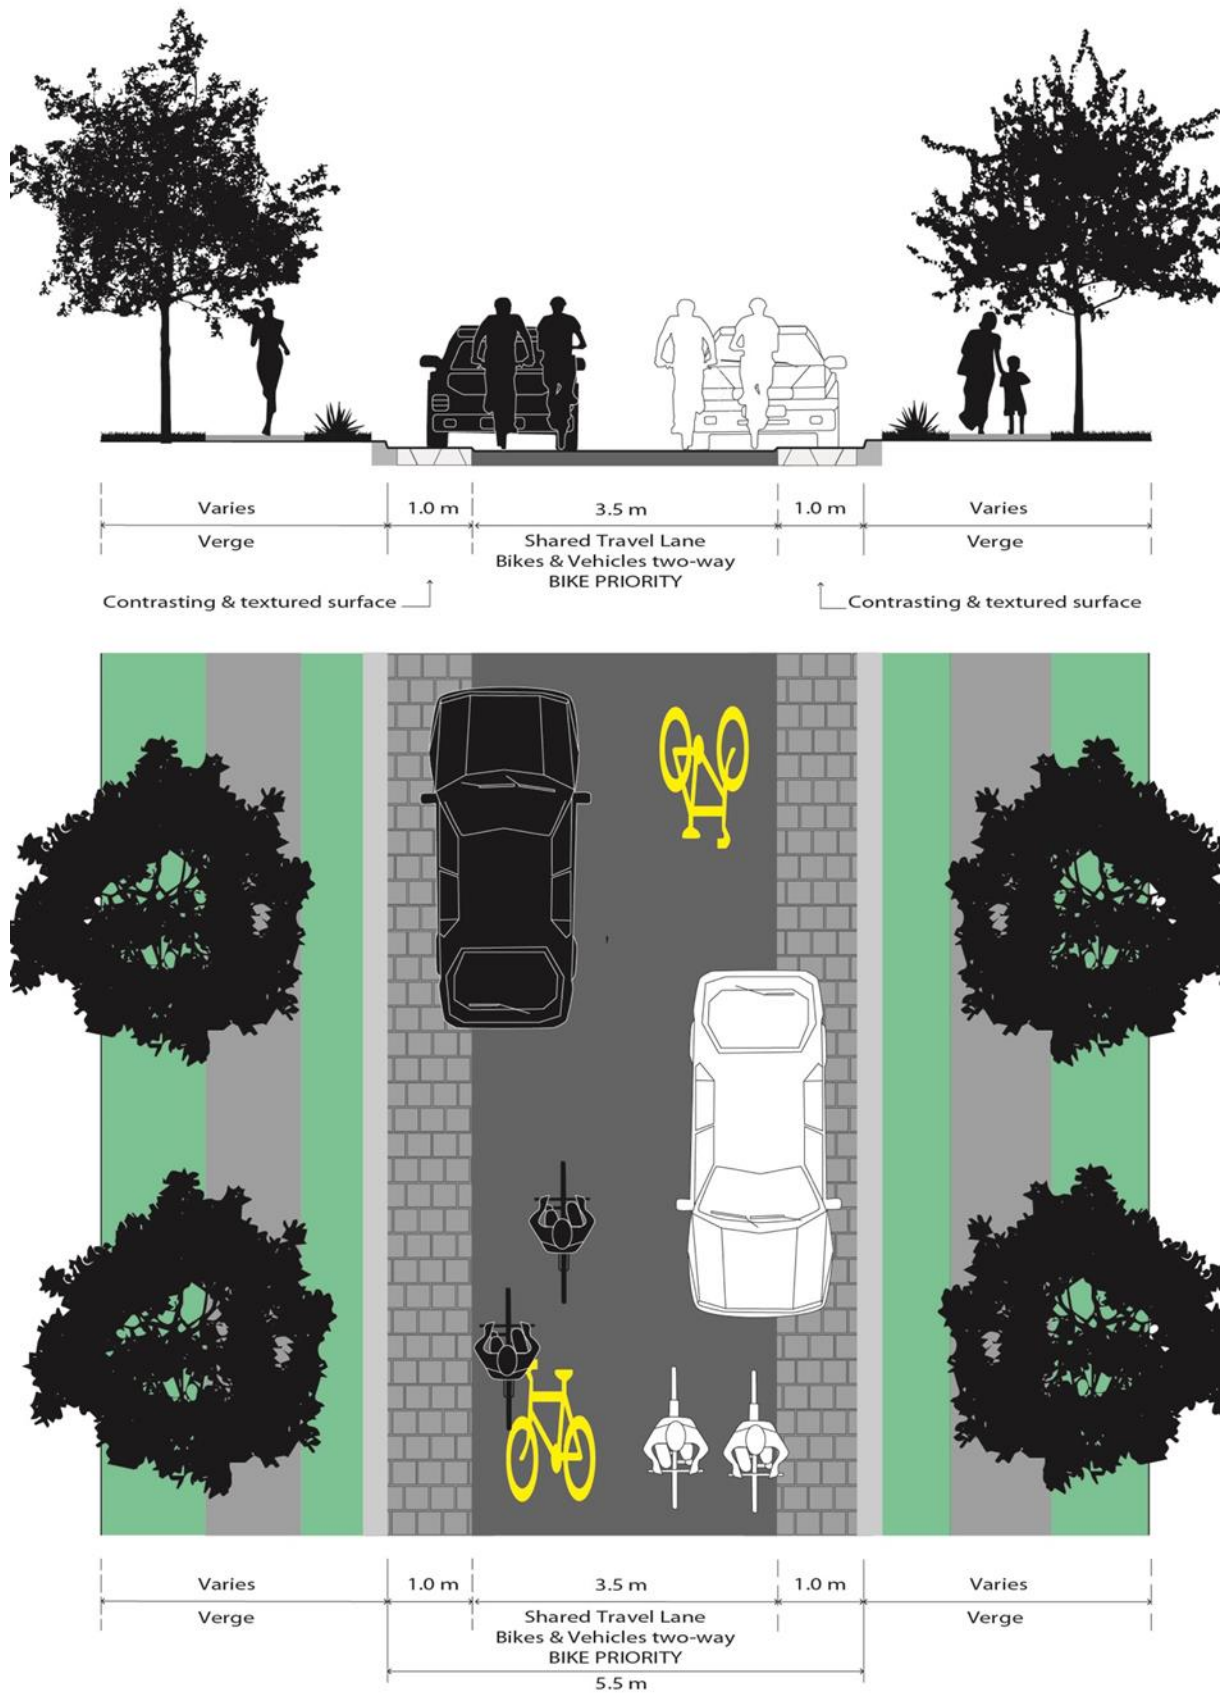 Varies 1.0 m 3.5 m 1.0 m Varies
Verge Shared Travel Lane Verge
Bikes & Vehicles two-way
BIKE PRIORITY
Contrasting & textured surface Contrasting & textured surface
Varies 1.0 m 3.5 m 1.0 m Varies
Verge Shared Travel Lane Verge
Bikes & Vehicles two-way
BIKE PRIORITY
5.5 m